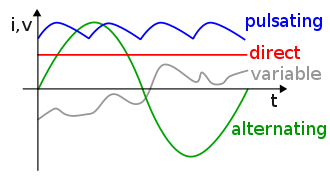 i,v
pulsating
direct
variable
t
alternating